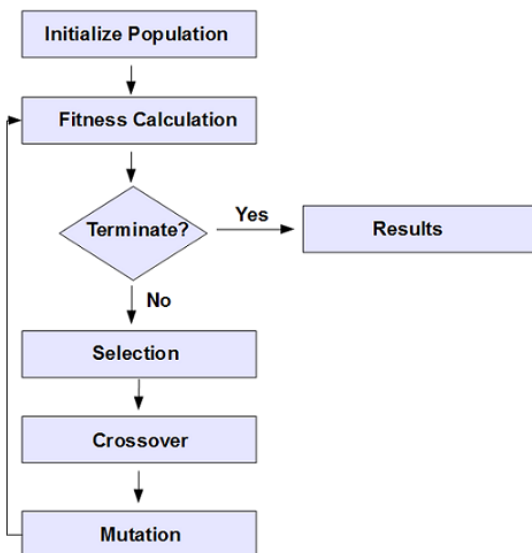 Initialize Population
Fitness Calculation
Terminate?
Yes
Results
No
Selection
Crossover
Mutation